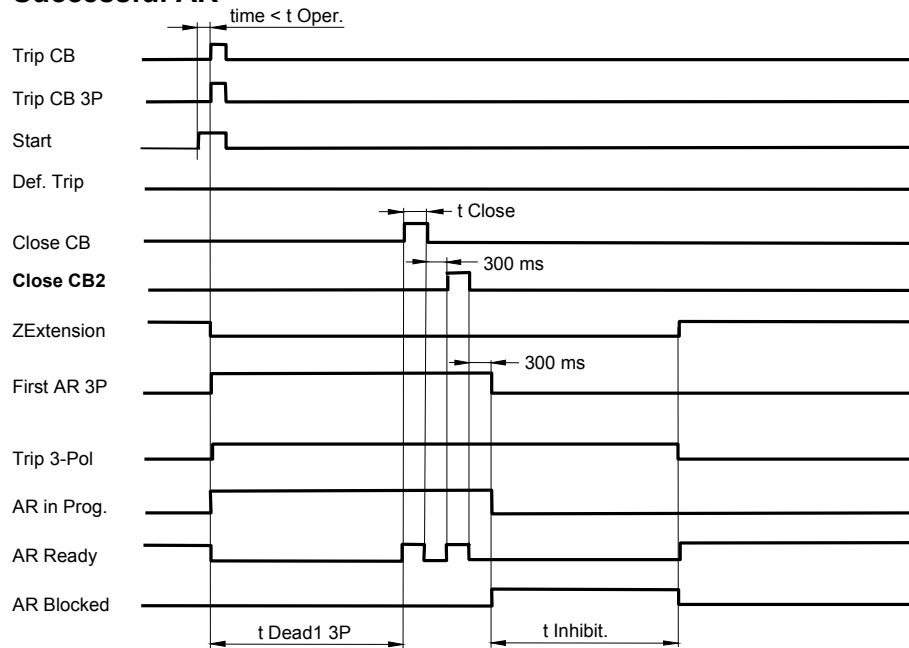 Successful AR
time < t Oper.
Trip CB
Trip CB 3P
Start
Def. Trip
t Close
Close CB
300 ms
Close CB2
ZExtension
300 ms
First AR 3P
Trip 3-Pol
AR in Prog.
AR Ready
AR Blocked
t Dead1 3P
t Inhibit.